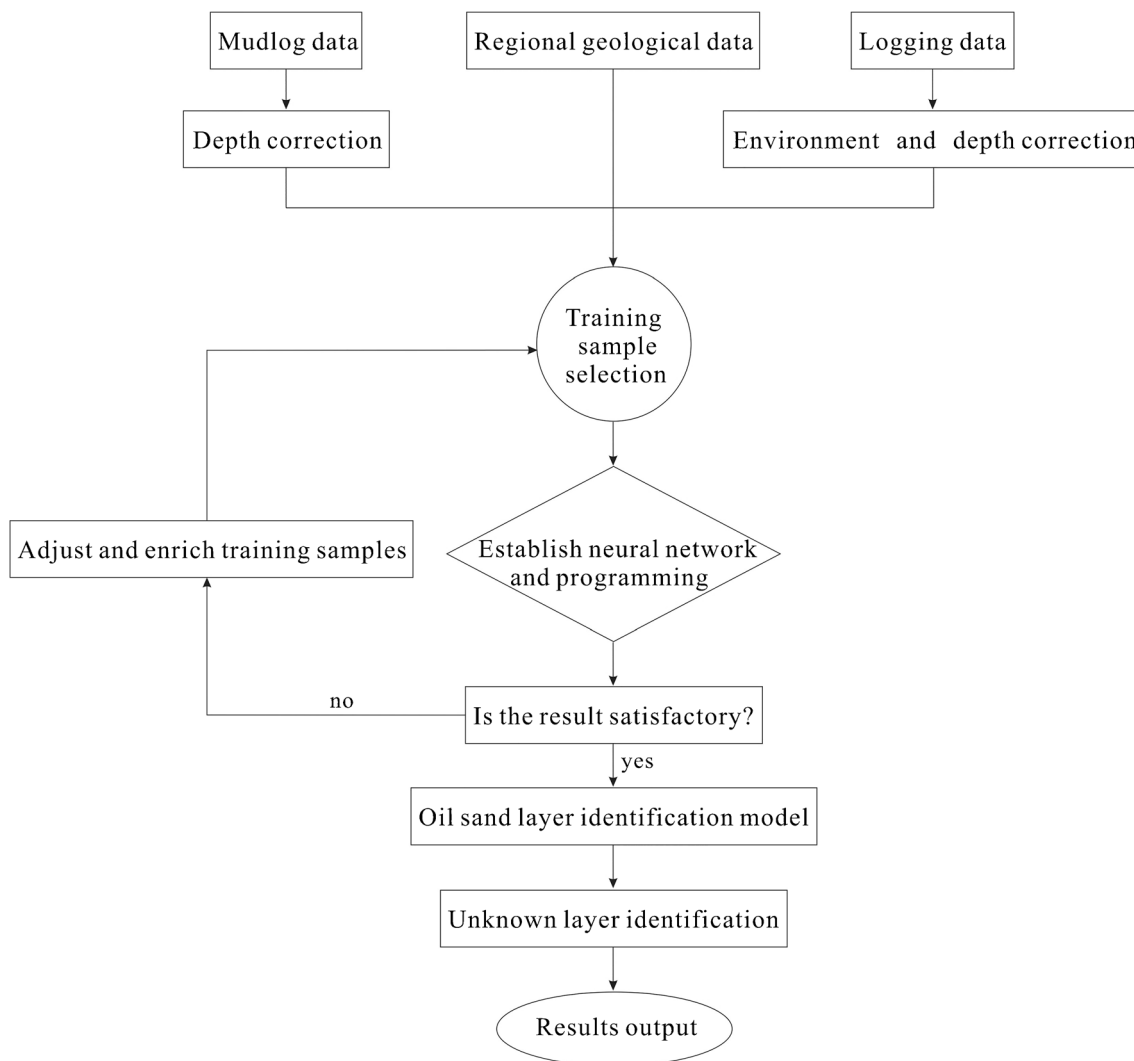 Mudlog data
Regional geological data
Logging data
Depth correction
Environment and depth correction
Training
sample
selection
Adjust and enrich training samples
Establish neural network
and programming
no
Is the result satisfactory?
yes
Oil sand layer identification model
Unknown layer identification
Results output